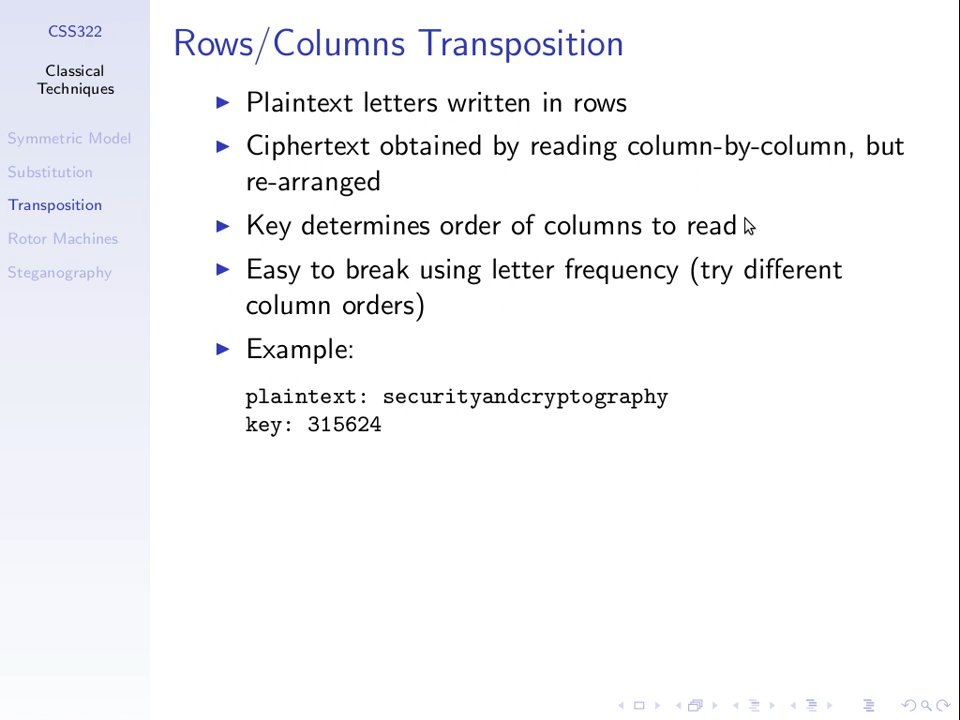 CSS322
Classical
Techniques
Symmetric Model
Substitution
Transposition
Rotor Machines
Steganography
Rows/Columns Transposition
Plaintext letters written in rows
Ciphertext obtained by reading column-by-column, but
re-arranged
Key determines order of columns to read
Easy to break using letter frequency (try different
column orders)
Example:
plaintext: securityandcryptography
key: 315624